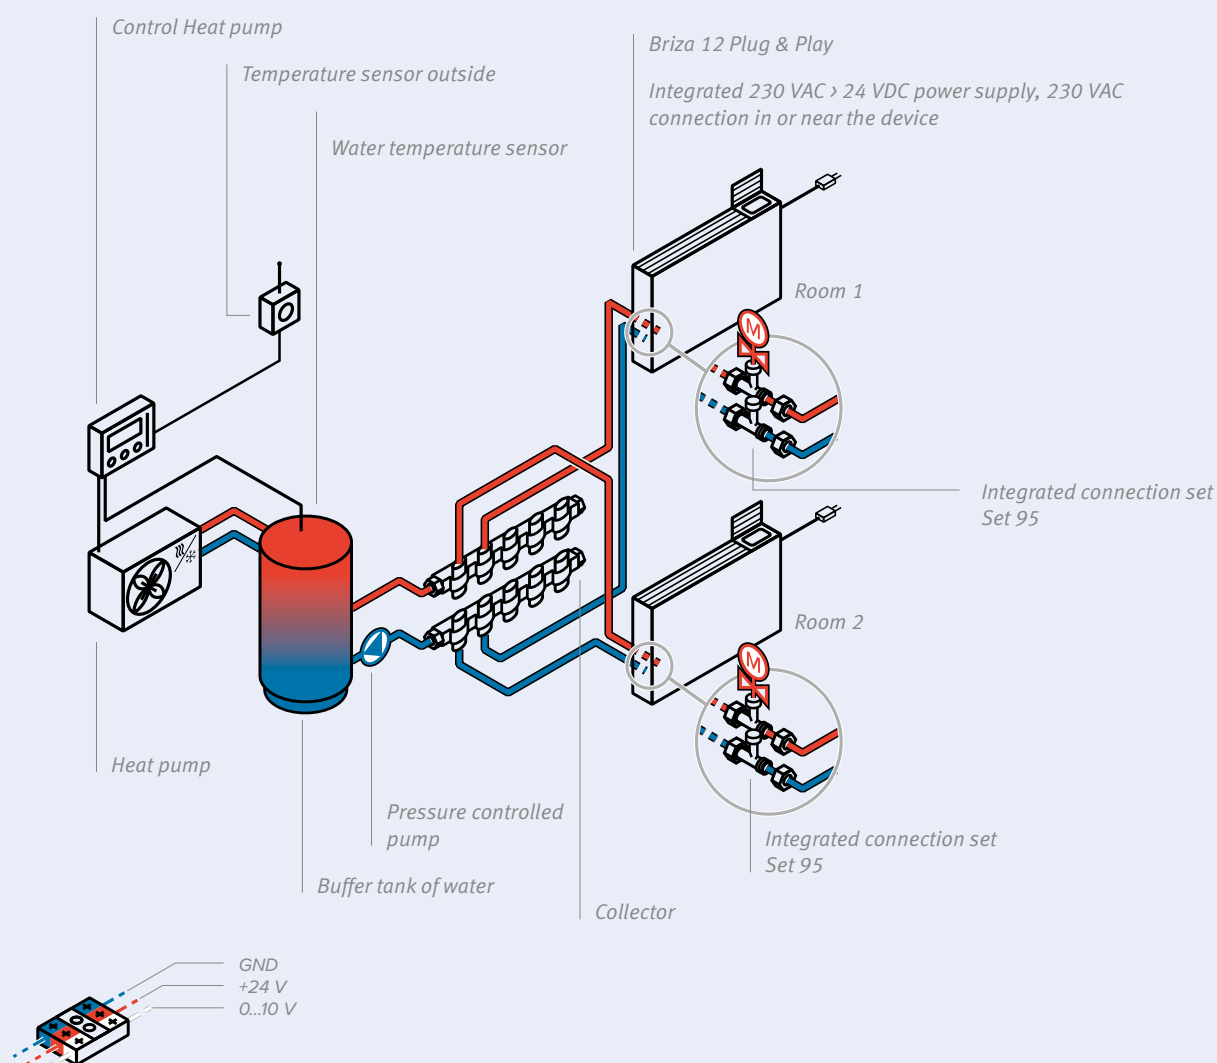 Control Heat pump
Temperature sensor outside
Water temperature sensor
Briza 12 Plug & Play
Integrated 230 VAC › 24 VDC power supply, 230 VAC
connection in or near the device
Room 1
M
Integrated connection set
Set 95
Room 2
M
Integrated connection set
Set 95
Heat pump
Pressure controlled
pump
Buffer tank of water
Collector
GND
+24 V
0...10 V